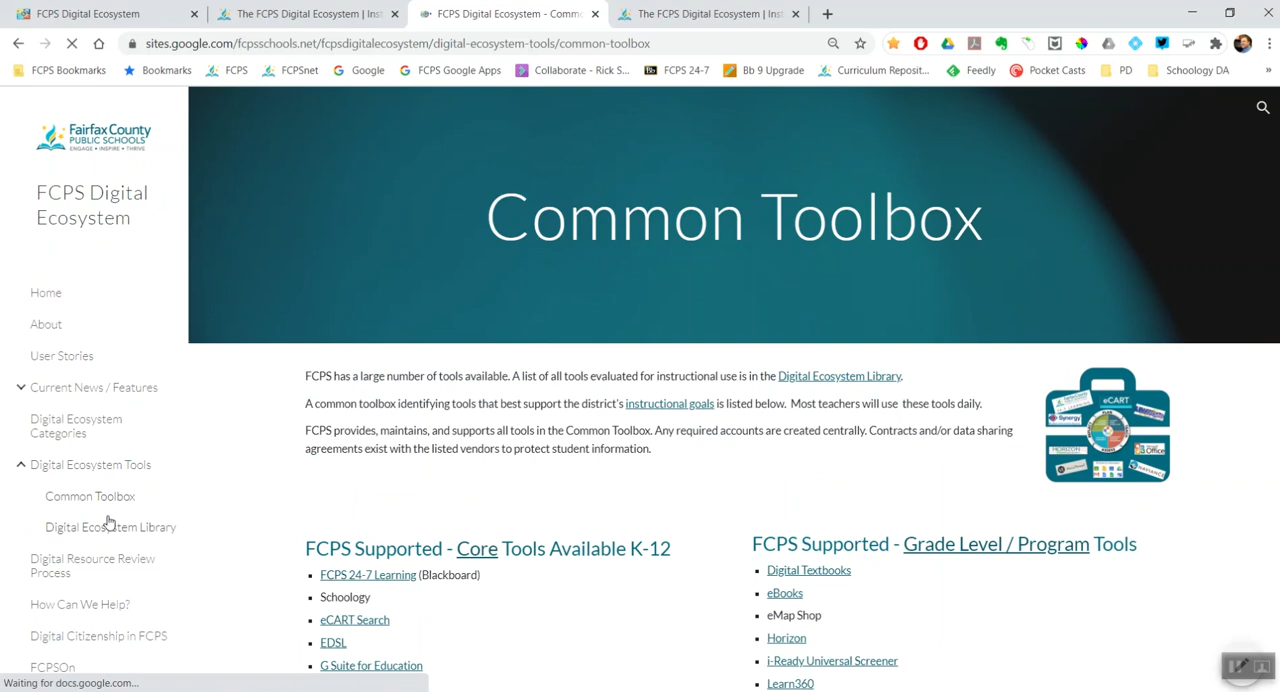 FCPS Digital Ecosystem
The FCPS Digital Ecosystem | Inst
FCPS Digital Ecosystem - Commo
The FCPS Digital Ecosystem | Inst
sites.google.com/fcpsschools.net/fcpsdigitalecosystem/digital-ecosystem-tools/common-toolbox
FCPS Bookmarks
Bookmarks
FCPS
FCPSnet
Google
FCPS Google Apps
Collaborate - Rick S...
FCPS 24-7
Bb 9 Upgrade
Curriculum Reposit...
Feedly
Pocket Casts
PD
Schoology DA
»
Fairfax County
PUBLIC SCHOOLS
ENGAGE • INSPIRE • THRIVE
FCPS Digital
Ecosystem
Home
About
User Stories
Current News / Features
Digital Ecosystem
Categories
Digital Ecosystem Tools
Common Toolbox
Digital Ecosystem Library
Digital Resource Review
Process
How Can We Help?
Digital Citizenship in FCPS
FCPSOn
Waiting for docs.google.com...
Common Toolbox
FCPS has a large number of tools available. A list of all tools evaluated for instructional use is in the Digital Ecosystem Library.
A common toolbox identifying tools that best support the district's instructional goals is listed below. Most teachers will use these tools daily.
FCPS provides, maintains, and supports all tools in the Common Toolbox. Any required accounts are created centrally. Contracts and/or data sharing
agreements exist with the listed vendors to protect student information.
eCART
Synergy
HORIZON
Office
NAVIANCE
FCPS Supported - Core Tools Available K-12
FCPS 24-7 Learning (Blackboard)
Schoology
eCART Search
EDSL
G Suite for Education
FCPS Supported - Grade Level / Program Tools
Digital Textbooks
eBooks
eMap Shop
Horizon
i-Ready Universal Screener
Learn360